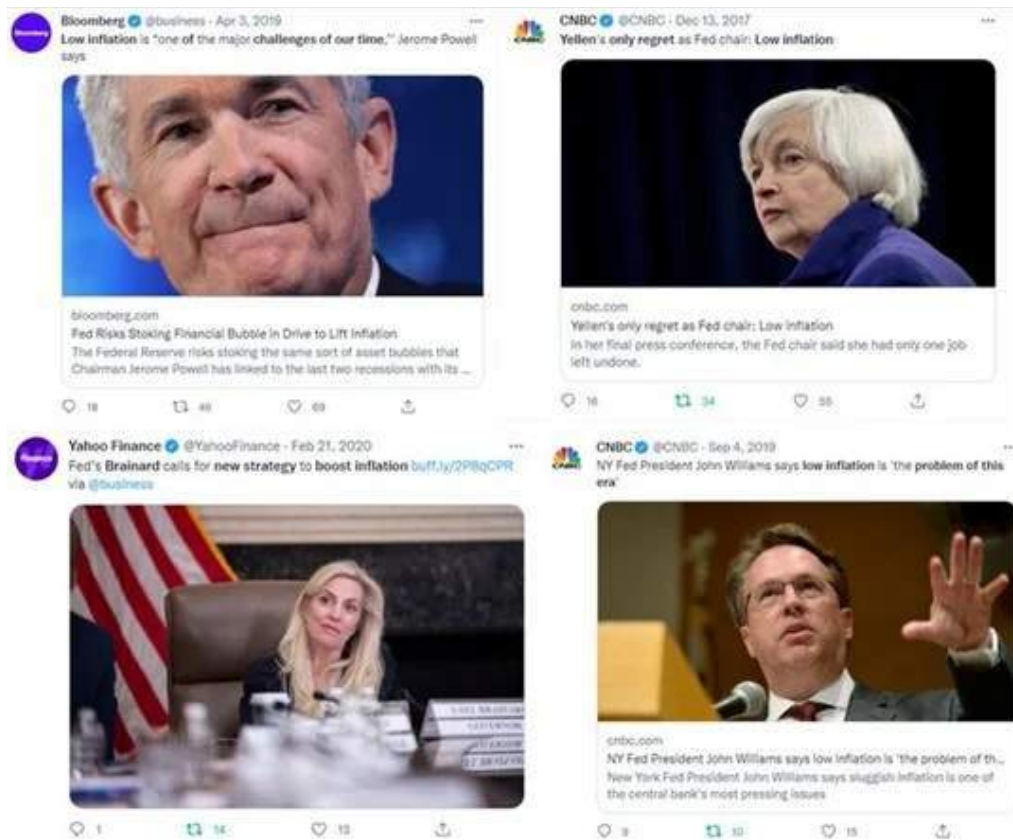 Bloomberg @business · Apr 3, 2019
Low inflation is "one of the major challenges of our time," Jerome Powell
says
Bloomberg
bloomberg.com
Fed Risks Stoking Financial Bubble in Drive to Lift Inflation
The Federal Reserve risks stoking the same sort of asset bubbles that
Chairman Jerome Powell has linked to the last two recessions with its ...
18 46 69
CNBC @CNBC · Dec 13, 2017
Yellen's only regret as Fed chair: Low inflation
CNBC
cnbc.com
Yellen's only regret as Fed chair: Low inflation
In her final press conference, the Fed chair said she had only one job
left undone.
16 34 55
Yahoo Finance @YahooFinance · Feb 21, 2020
Fed's Brainard calls for new strategy to boost inflation buff.ly/2P8qCPR
via @business
finance
GOVERNOR
1 14 13
CNBC @CNBC · Sep 4, 2019
NY Fed President John Williams says low inflation is 'the problem of this
era'
CNBC
cnbc.com
NY Fed President John Williams says low inflation is 'the problem of th...
New York Fed President John Williams says sluggish inflation is one of
the central bank's most pressing issues
9 10 15